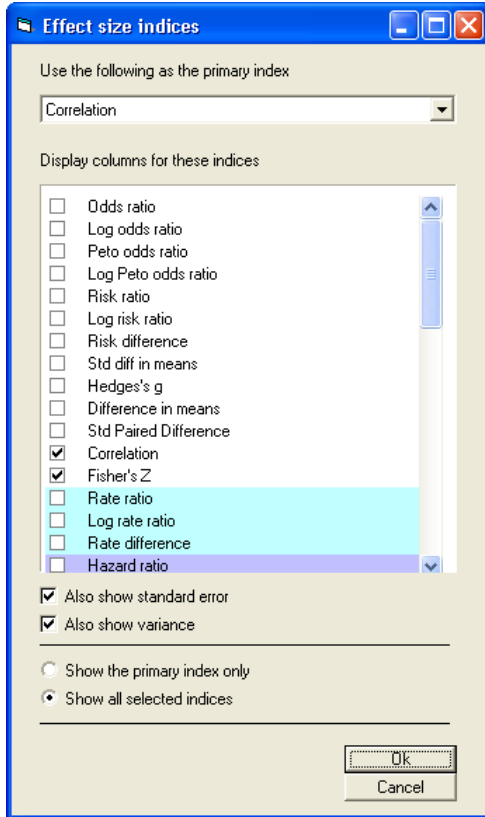 Effect size indices
Use the following as the primary index
Correlation
Display columns for these indices
Odds ratio
Log odds ratio
Peto odds ratio
Log Peto odds ratio
Risk ratio
Log risk ratio
Risk difference
Std diff in means
Hedges's g
Difference in means
Std Paired Difference
Correlation
Fisher's Z
Rate ratio
Log rate ratio
Rate difference
Hazard ratio
Also show standard error
Also show variance
Show the primary index only
Show all selected indices
Ok
Cancel